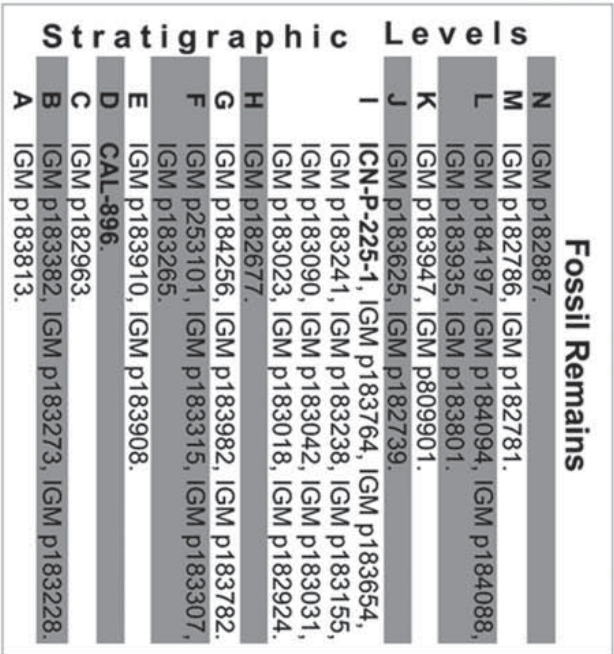 Fossil Remains
Stratigraphic Levels
N IGM p182887.
M IGM p182786, IGM p182781.
L IGM p184197, IGM p184094, IGM p184088,
IGM p183935, IGM p183801.
K IGM p183947, IGM p809901.
J IGM p183625, IGM p182739.
I ICN-P-225-1, IGM p183764, IGM p183654,
IGM p183241, IGM p183238, IGM p183155,
IGM p183090, IGM p183042, IGM p183031,
IGM p183023, IGM p183018, IGM p182924.
H IGM p182677.
G IGM p184256, IGM p183982, IGM p183782.
F IGM p253101, IGM p183315, IGM p183307,
IGM p183265.
E IGM p183910, IGM p183908.
D CAL-896.
C IGM p182963.
B IGM p183382, IGM p183273, IGM p183228.
A IGM p183813.